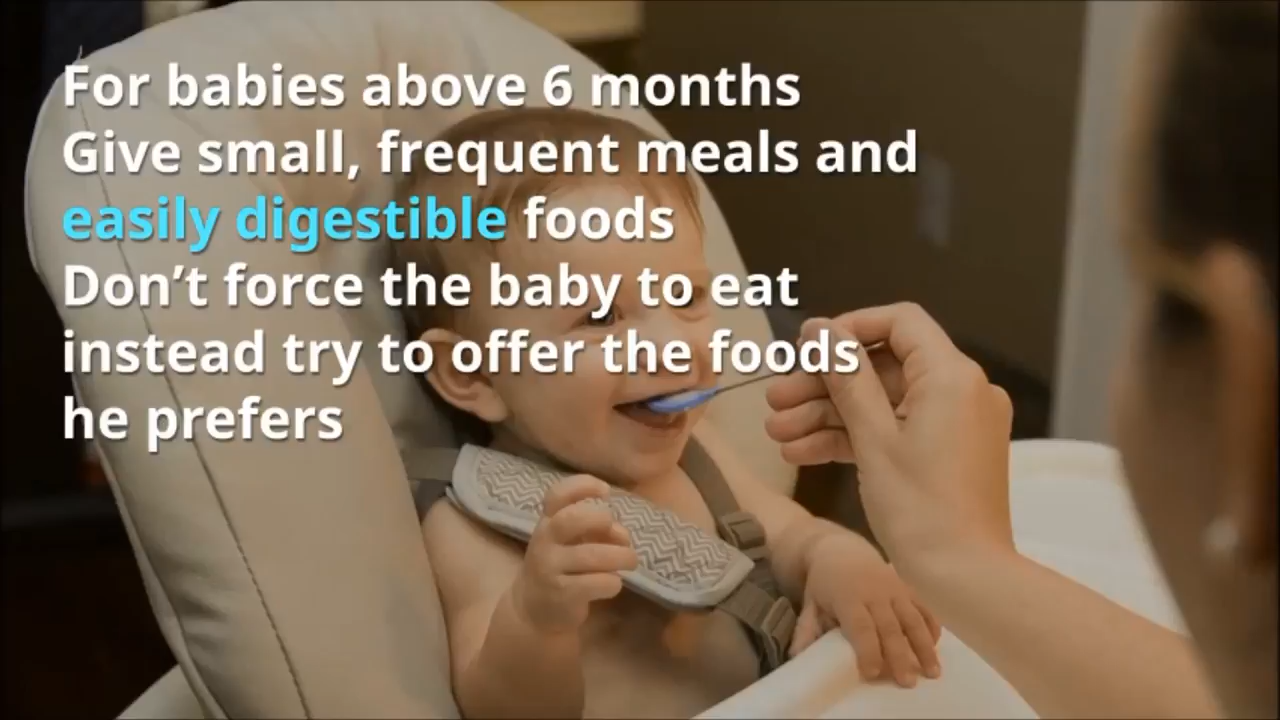 For babies above 6 months
Give small, frequent meals and
easily digestible foods
Don’t force the baby to eat
instead try to offer the foods
he prefers